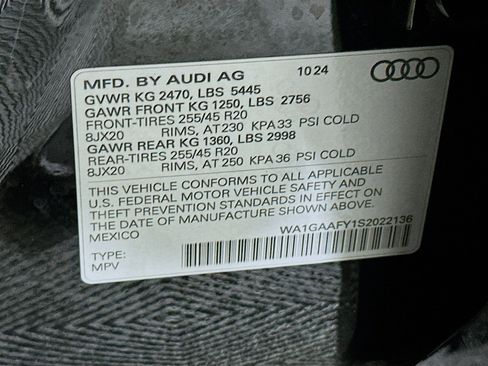 MFD. BY AUDI AG 10 24
GVWR KG 2470, LBS 5445
GAWR FRONT KG 1250, LBS 2756
FRONT-TIRES 255/45 R20
8JX20 RIMS, AT 230 KPA 33 PSI COLD
GAWR REAR KG 1360, LBS 2998
REAR-TIRES 255/45 R20
8JX20 RIMS, AT 250 KPA 36 PSI COLD
THIS VEHICLE CONFORMS TO ALL APPLICABLE
U.S. FEDERAL MOTOR VEHICLE SAFETY AND
THEFT PREVENTION STANDARDS IN EFFECT ON
THE DATE OF MANUFACTURE SHOWN ABOVE.
MEXICO
WA1GAAFY1S2022136
TYPE:
MPV